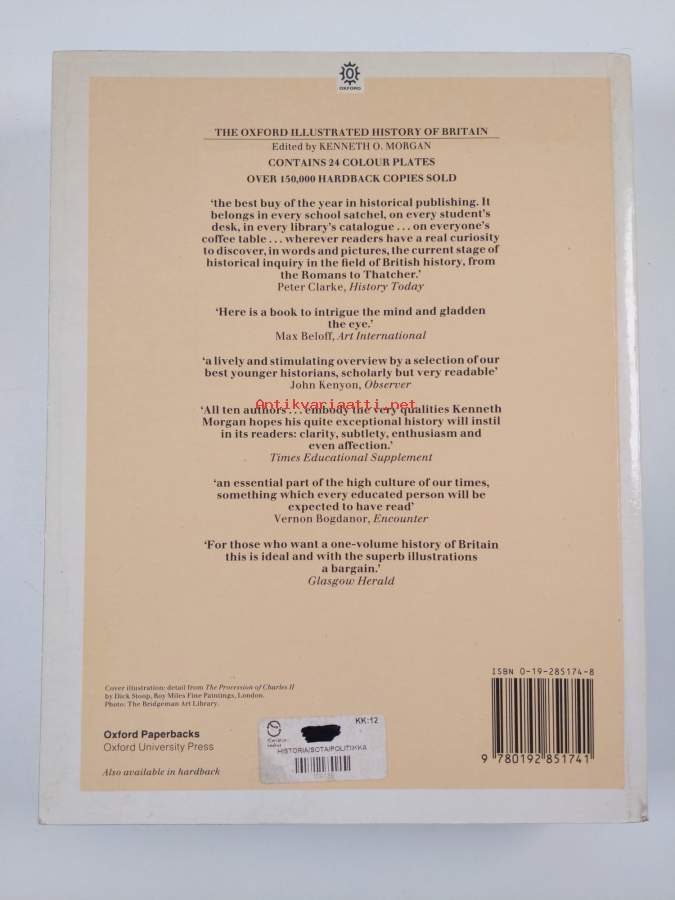 OXFORD
THE OXFORD ILLUSTRATED HISTORY OF BRITAIN
Edited by KENNETH O. MORGAN
CONTAINS 24 COLOUR PLATES
OVER 150,000 HARDBACK COPIES SOLD
‘the best buy of the year in historical publishing. It
belongs in every school satchel, on every student's
desk, in every library's catalogue . . . on everyone's
coffee table . . . wherever readers have a real curiosity
to discover, in words and pictures, the current stage of
historical inquiry in the field of British history, from
the Romans to Thatcher.’
Peter Clarke, History Today
‘Here is a book to intrigue the mind and gladden
the eye.’
Max Beloff, Art International
‘a lively and stimulating overview by a selection of our
best younger historians, scholarly but very readable’
John Kenyon, Observer
Antikvariaatti.net
‘All ten authors . . . embody the very qualities Kenneth
Morgan hopes his quite exceptional history will instil
in its readers: clarity, subtlety, enthusiasm and
even affection.’
Times Educational Supplement
‘an essential part of the high culture of our times,
something which every educated person will be
expected to have read’
Vernon Bogdanor, Encounter
‘For those who want a one-volume history of Britain
this is ideal and with the superb illustrations
a bargain.’
Glasgow Herald
ISBN 0-19-285174-8
Cover illustration: detail from The Procession of Charles II
by Dick Stoop, Roy Miles Fine Paintings, London.
Photo: The Bridgeman Art Library.
Oxford Paperbacks
Oxford University Press
Also available in hardback
KK:12
HISTORIA/SOTA/POLITIIKKA
9 780192 851741